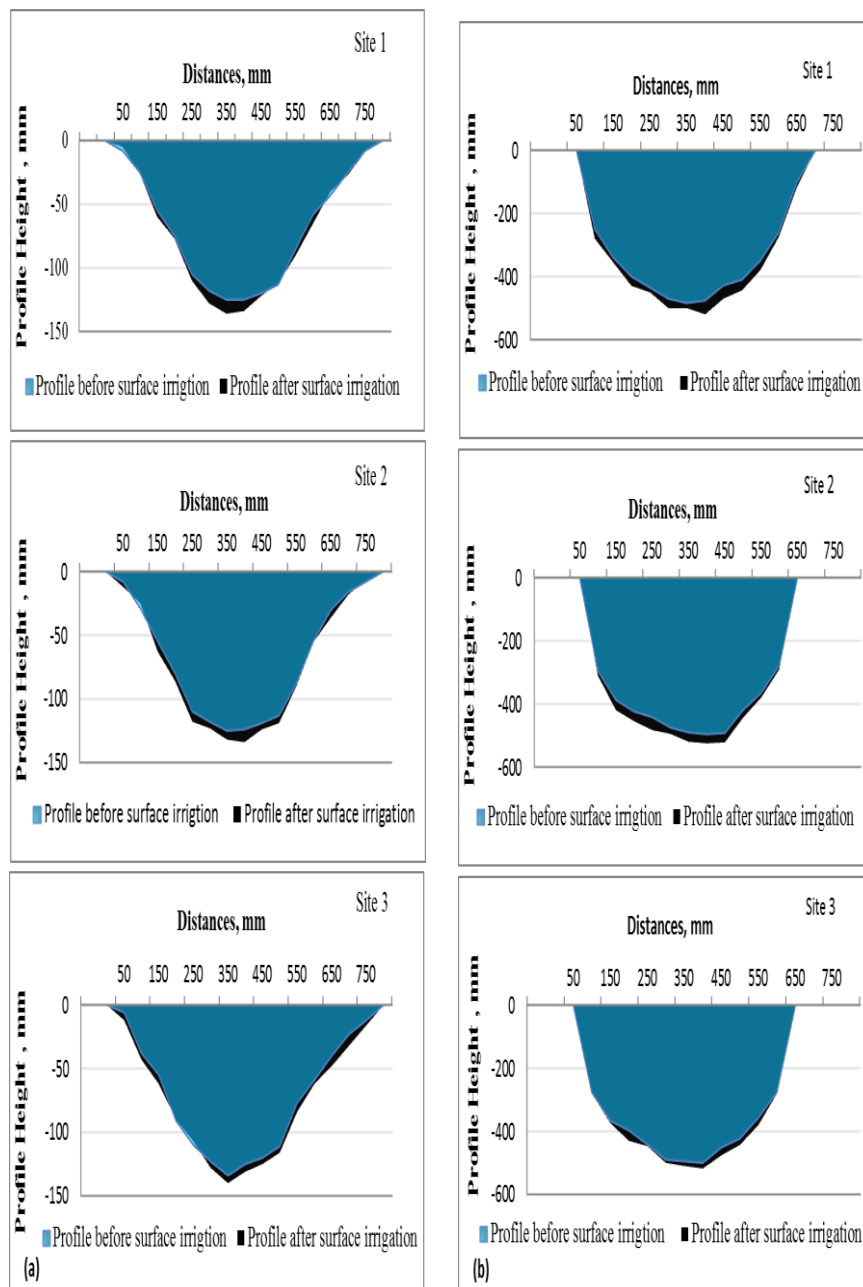 Site 1
Distances, mm
50 150 250 350 450 550 650 750
0
-50
-100
-150
Profile Height , mm
Profile before surface irrigtion Profile after surface irrigation
Site 1
Distances, mm
50 150 250 350 450 550 650 750
0
-200
-400
-600
Profile Height , mm
Profile before surface irrigtion Profile after surface irrigation
Site 2
Distances, mm
50 150 250 350 450 550 650 750
0
-50
-100
-150
Profile Height , mm
Profile before surface irrigtion Profile after surface irrigation
Site 2
Distances, mm
50 150 250 350 450 550 650 750
0
-200
-400
-600
Profile Height , mm
Profile before surface irrigtion Profile after surface irrigation
Site 3
Distances, mm
50 150 250 350 450 550 650 750
0
-50
-100
-150
Profile Height , mm
Profile before surface irrigtion Profile after surface irrigation
(a)
Site 3
Distances, mm
50 150 250 350 450 550 650 750
0
-200
-400
-600
Profile Height , mm
Profile before surface irrigtion Profile after surface irrigation
(b)